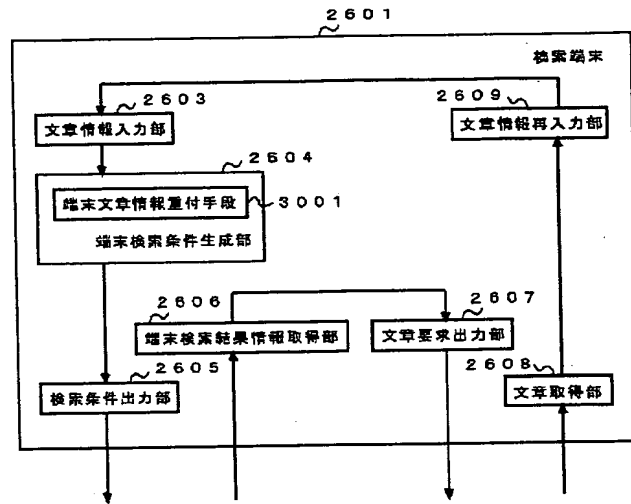 2601
検索端末
2603
2609
文章情報入力部
文章情報再入力部
2604
端末文章情報重付手段
3001
端末検索条件生成部
2606
2607
端末検索結果情報取得部
文章要求出力部
2605
2608
検索条件出力部
文章取得部